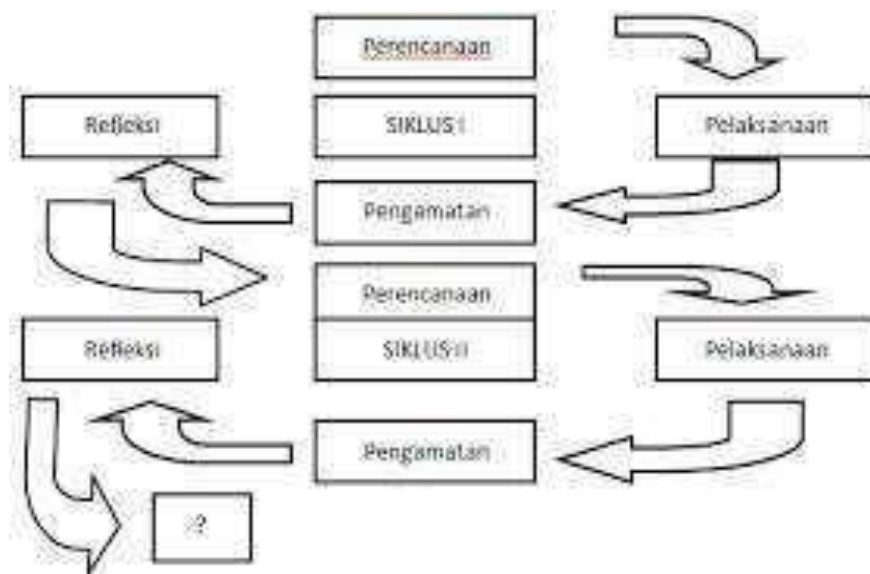 Perencanaan
Refleksi
SIKLUS I
Pelaksanaan
Pengamatan
Perencanaan
Refleksi
SIKLUS II
Pelaksanaan
Pengamatan
?